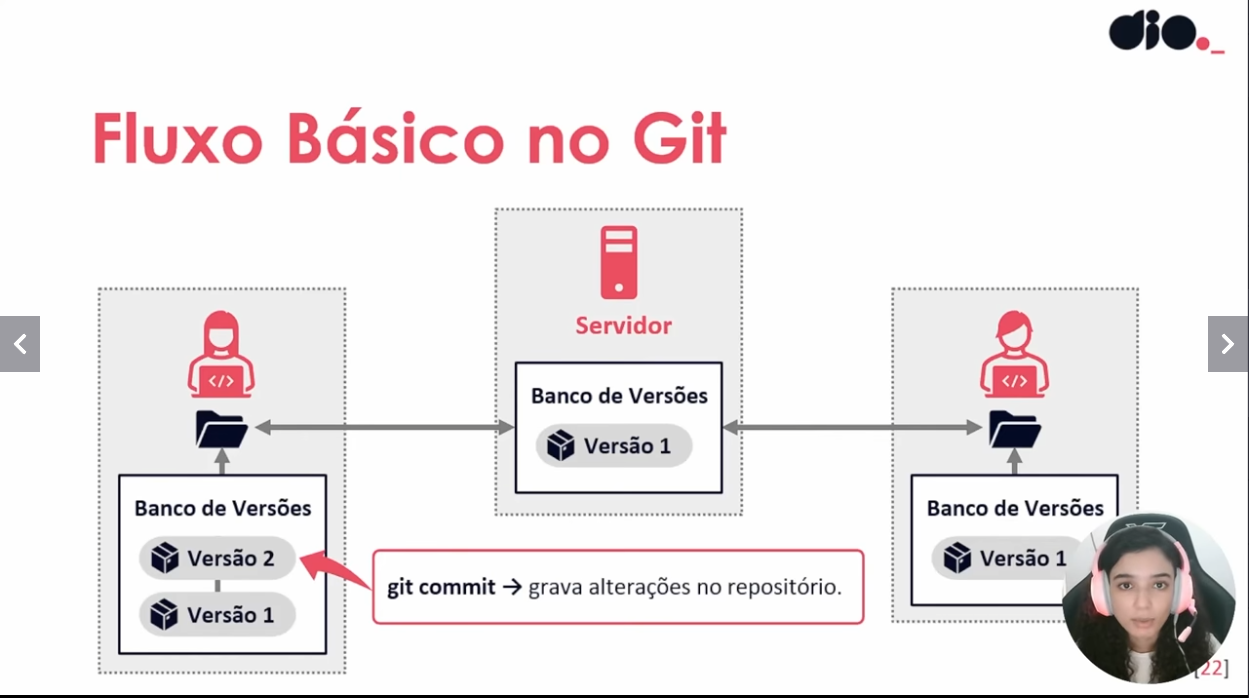 dio._
Fluxo Básico no Git
Servidor
Banco de Versões
Versão 1
</>
Banco de Versões
Versão 2
Versão 1
git commit → grava alterações no repositório.
</>
Banco de Versões
Versão 1
[22]